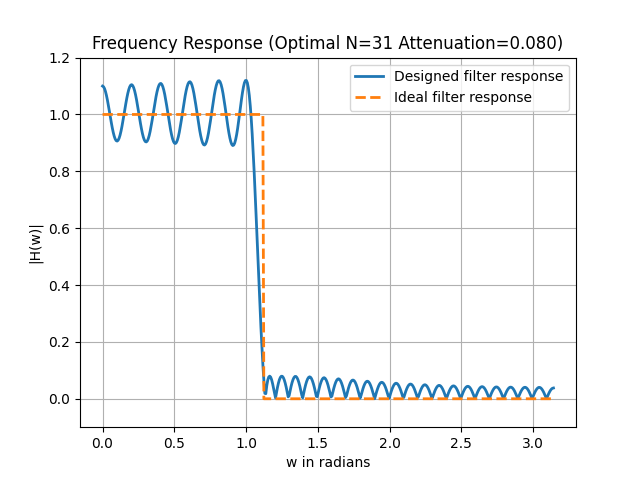 Frequency Response (Optimal N=31 Attenuation=0.080)
Designed filter response
Ideal filter response
1.2
1.0
0.8
0.6
0.4
0.2
0.0
|H(w)|
0.0 0.5 1.0 1.5 2.0 2.5 3.0
w in radians